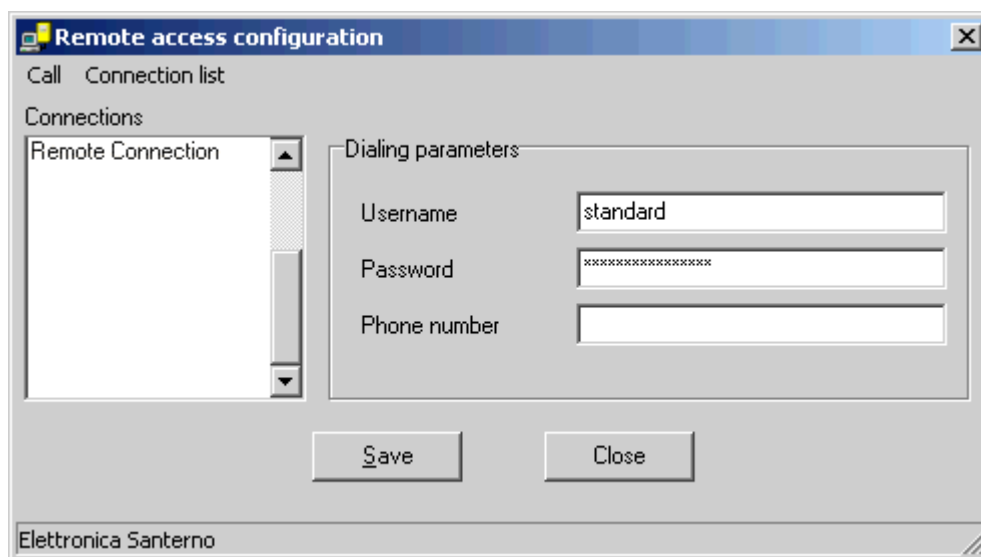 Remote access configuration
Call Connection list
Connections
Remote Connection
Dialing parameters
Username standard
Password ****************
Phone number
Save Close
Elettronica Santerno